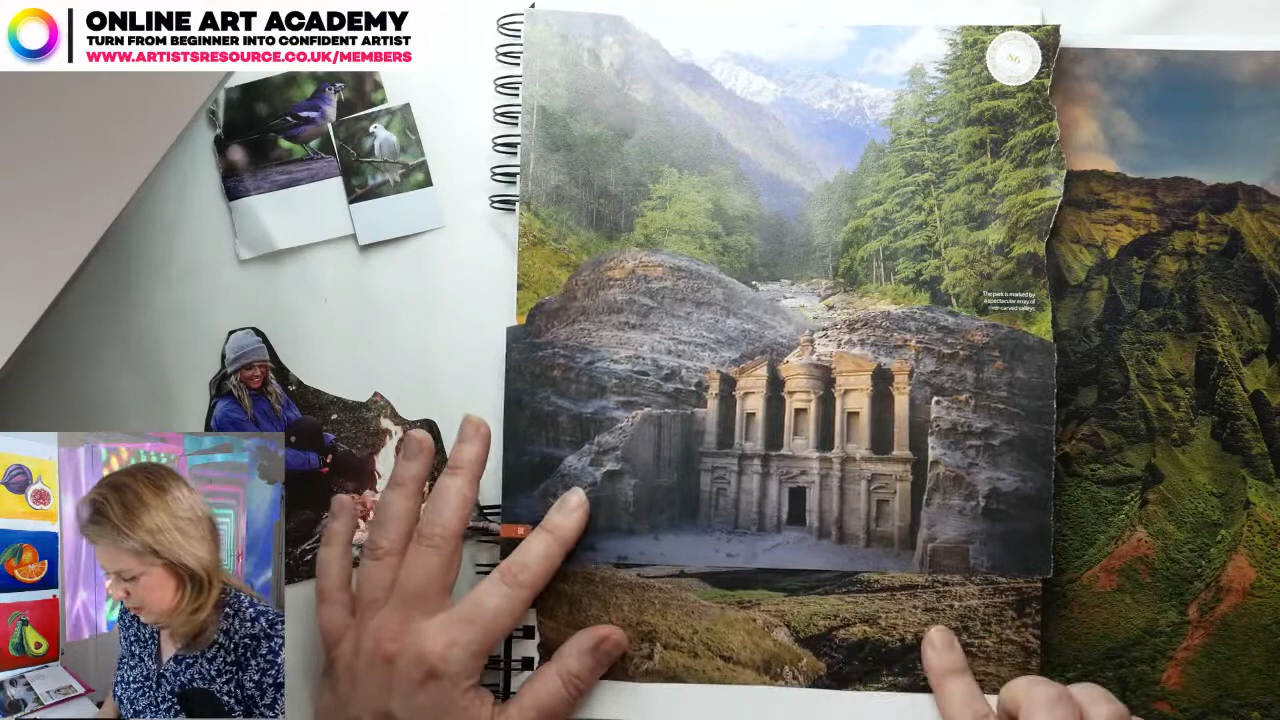 ONLINE ART ACADEMY
TURN FROM BEGINNER INTO CONFIDENT ARTIST
WWW.ARTISTSRESOURCE.CO.UK/MEMBERS
86
The park is marked by
a spectacular array of
river-carved valleys